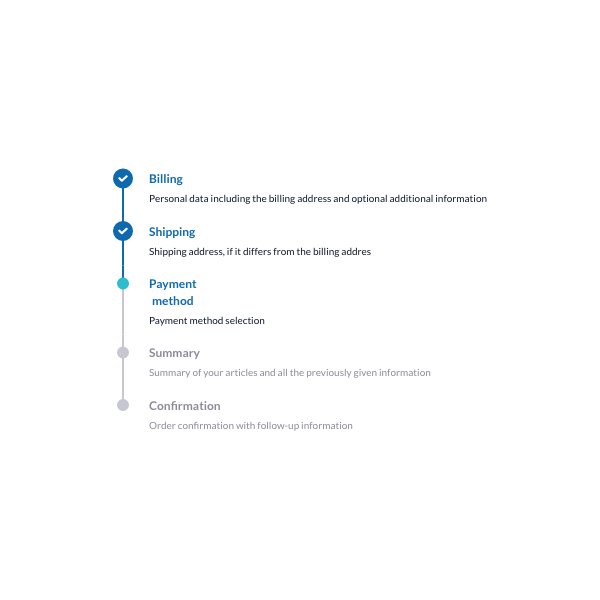 Billing
Personal data including the billing address and optional additional information
Shipping
Shipping address, if it differs from the billing addres
Payment
method
Payment method selection
Summary
Summary of your articles and all the previously given information
Confirmation
Order confirmation with follow-up information